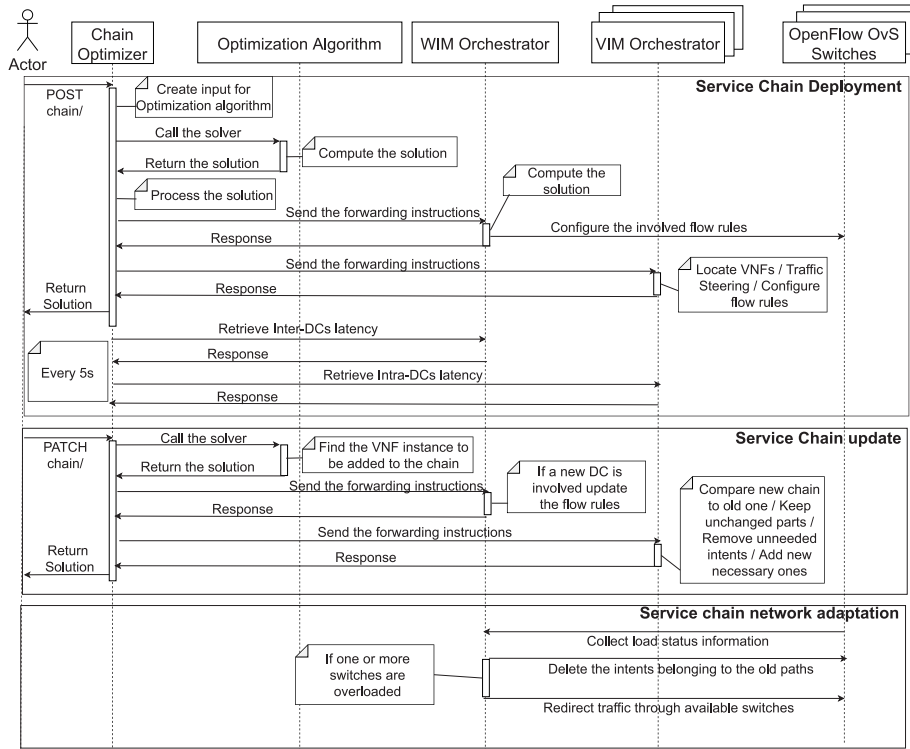 Actor
Chain
Optimizer
Optimization Algorithm
WIM Orchestrator
VIM Orchestrator
OpenFlow OvS
Switches
Service Chain Deployment
POST
chain/
Create input for
Optimization algorithm
Call the solver
Compute the solution
Return the solution
Process the solution
Compute the
solution
Send the forwarding instructions
Configure the involved flow rules
Response
Send the forwarding instructions
Locate VNFs / Traffic
Steering / Configure
flow rules
Response
Return
Solution
Retrieve Inter-DCs latency
Response
Every 5s
Retrieve Intra-DCs latency
Response
Service Chain update
PATCH
chain/
Call the solver
Find the VNF instance to
be added to the chain
Return the solution
Send the forwarding instructions
If a new DC is
involved update
the flow rules
Response
Compare new chain
to old one / Keep
unchanged parts /
Remove unneeded
intents / Add new
necessary ones
Send the forwarding instructions
Response
Return
Solution
Service chain network adaptation
Collect load status information
If one or more
switches are
overloaded
Delete the intents belonging to the old paths
Redirect traffic through available switches